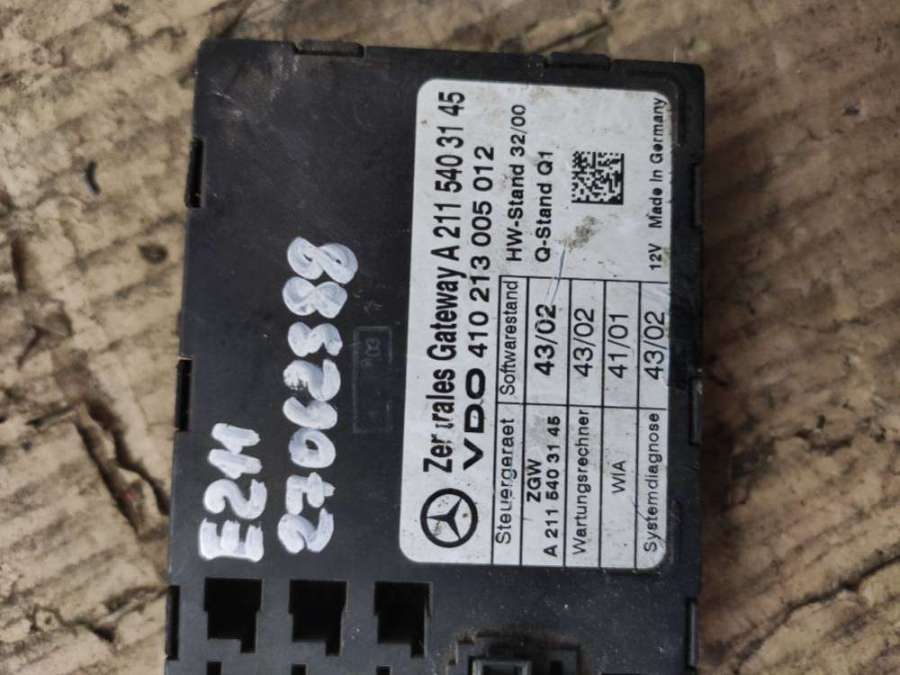 E211
27062388
Zentrales Gateway A 211 540 31 45
VDO 410 213 005 012
HW-Stand 32/00
Q-Stand Q1
Steuergeraet Softwarestand
ZGW
A 211 540 31 45 43/02
Wartungsrechner 43/02
WIA 41/01
Systemdiagnose 43/02
12V Made In Germany